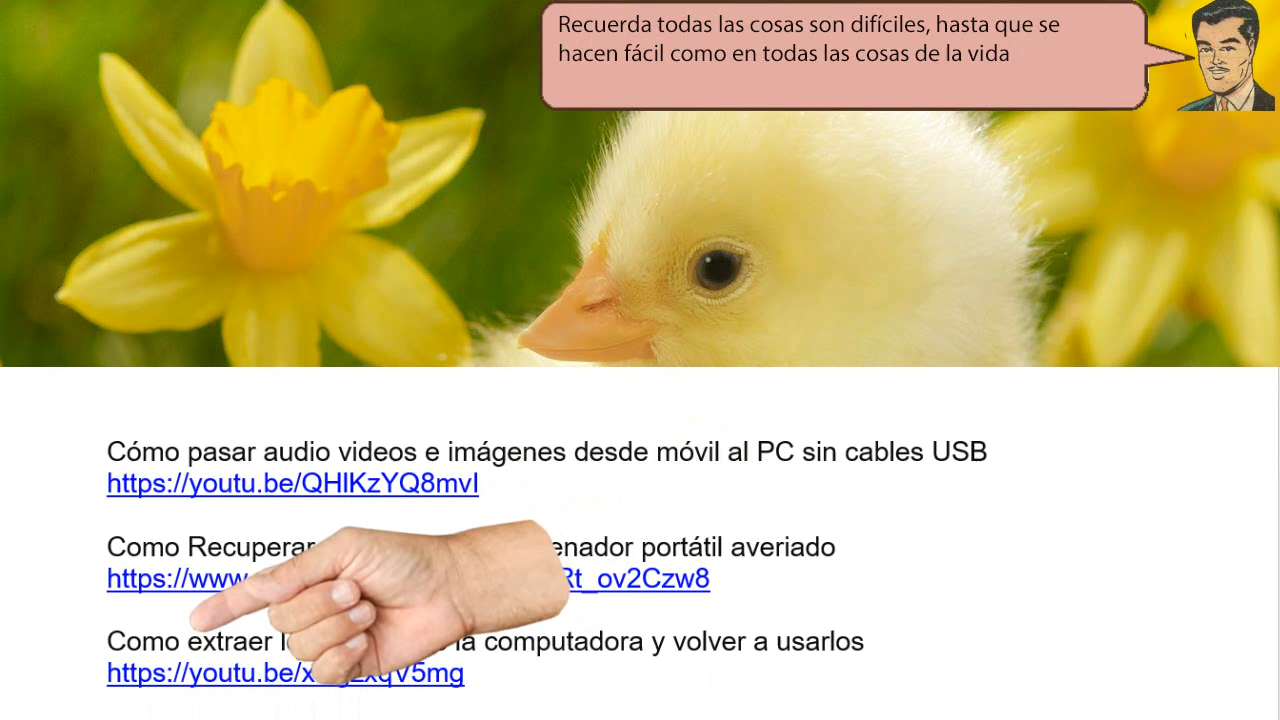 Recuerda todas las cosas son difíciles, hasta que se
hacen fácil como en todas las cosas de la vida
Cómo pasar audio videos e imágenes desde móvil al PC sin cables USB
https://youtu.be/QHlKzYQ8mvI
Como Recuperar enador portátil averiado
https://www. Rt_ov2Czw8
Como extraer l la computadora y volver a usarlos
https://youtu.be/x gzxqV5mg